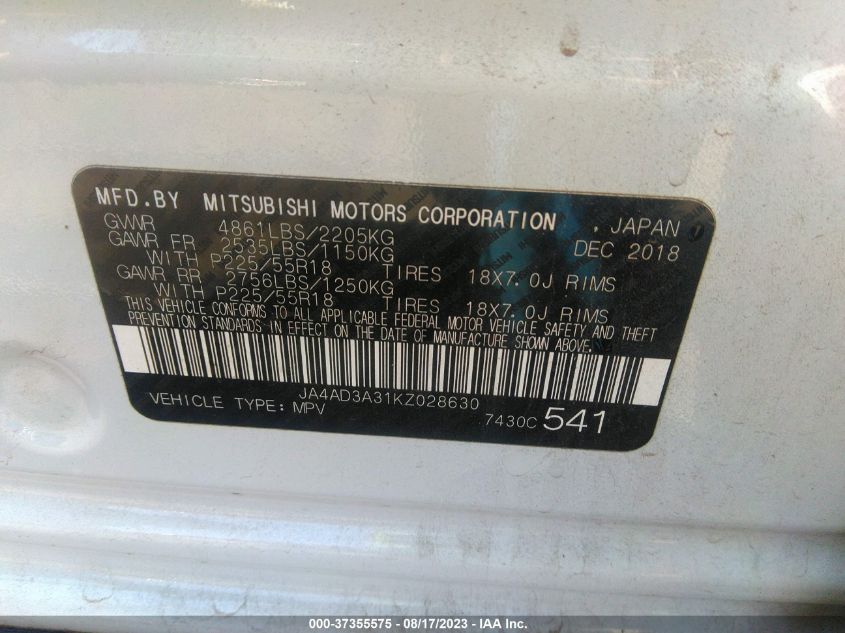 MFD.BY MITSUBISHI MOTORS CORPORATION . JAPAN
GVWR 4861LBS/2205KG DEC 2018
GAWR FR 2535LBS/1150KG
WITH P225/55R18 TIRES 18X7.0J RIMS
GAWR RR 2756LBS/1250KG
WITH P225/55R18 TIRES 18X7.0J RIMS
THIS VEHICLE CONFORMS TO ALL APPLICABLE FEDERAL MOTOR VEHICLE SAFETY AND THEFT
PREVENTION STANDARDS IN EFFECT ON THE DATE OF MANUFACTURE SHOWN ABOVE.
JA4AD3A31KZ028630
VEHICLE TYPE: MPV 7430C 541
000-37355575 - 08/17/2023 - IAA Inc.